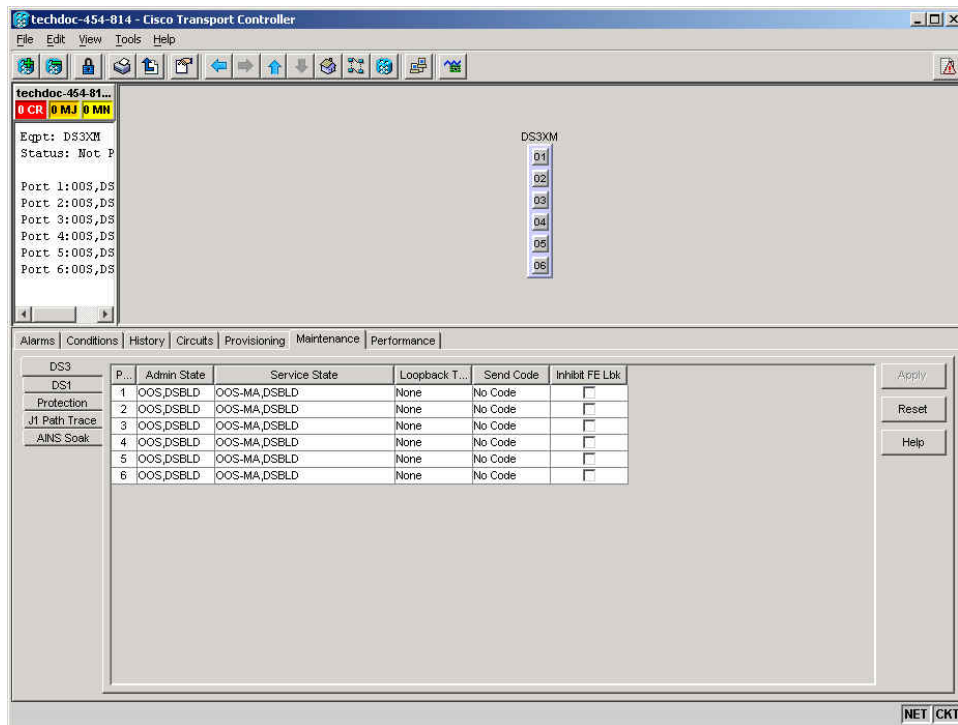 techdoc-454-814 - Cisco Transport Controller
File Edit View Tools Help
techdoc-454-81...
0 CR 0 MJ 0 MN
Eqpt: DS3XM
Status: Not P
Port 1:OOS,DS
Port 2:OOS,DS
Port 3:OOS,DS
Port 4:OOS,DS
Port 5:OOS,DS
Port 6:OOS,DS
DS3XM
01
02
03
04
05
06
Alarms Conditions History Circuits Provisioning Maintenance Performance
DS3
DS1
Protection
J1 Path Trace
AINS Soak
P... Admin State Service State Loopback T... Send Code Inhibit FE Lbk
1 OOS,DSBLD OOS-MA,DSBLD None No Code
2 OOS,DSBLD OOS-MA,DSBLD None No Code
3 OOS,DSBLD OOS-MA,DSBLD None No Code
4 OOS,DSBLD OOS-MA,DSBLD None No Code
5 OOS,DSBLD OOS-MA,DSBLD None No Code
6 OOS,DSBLD OOS-MA,DSBLD None No Code
Apply
Reset
Help
NET CKT